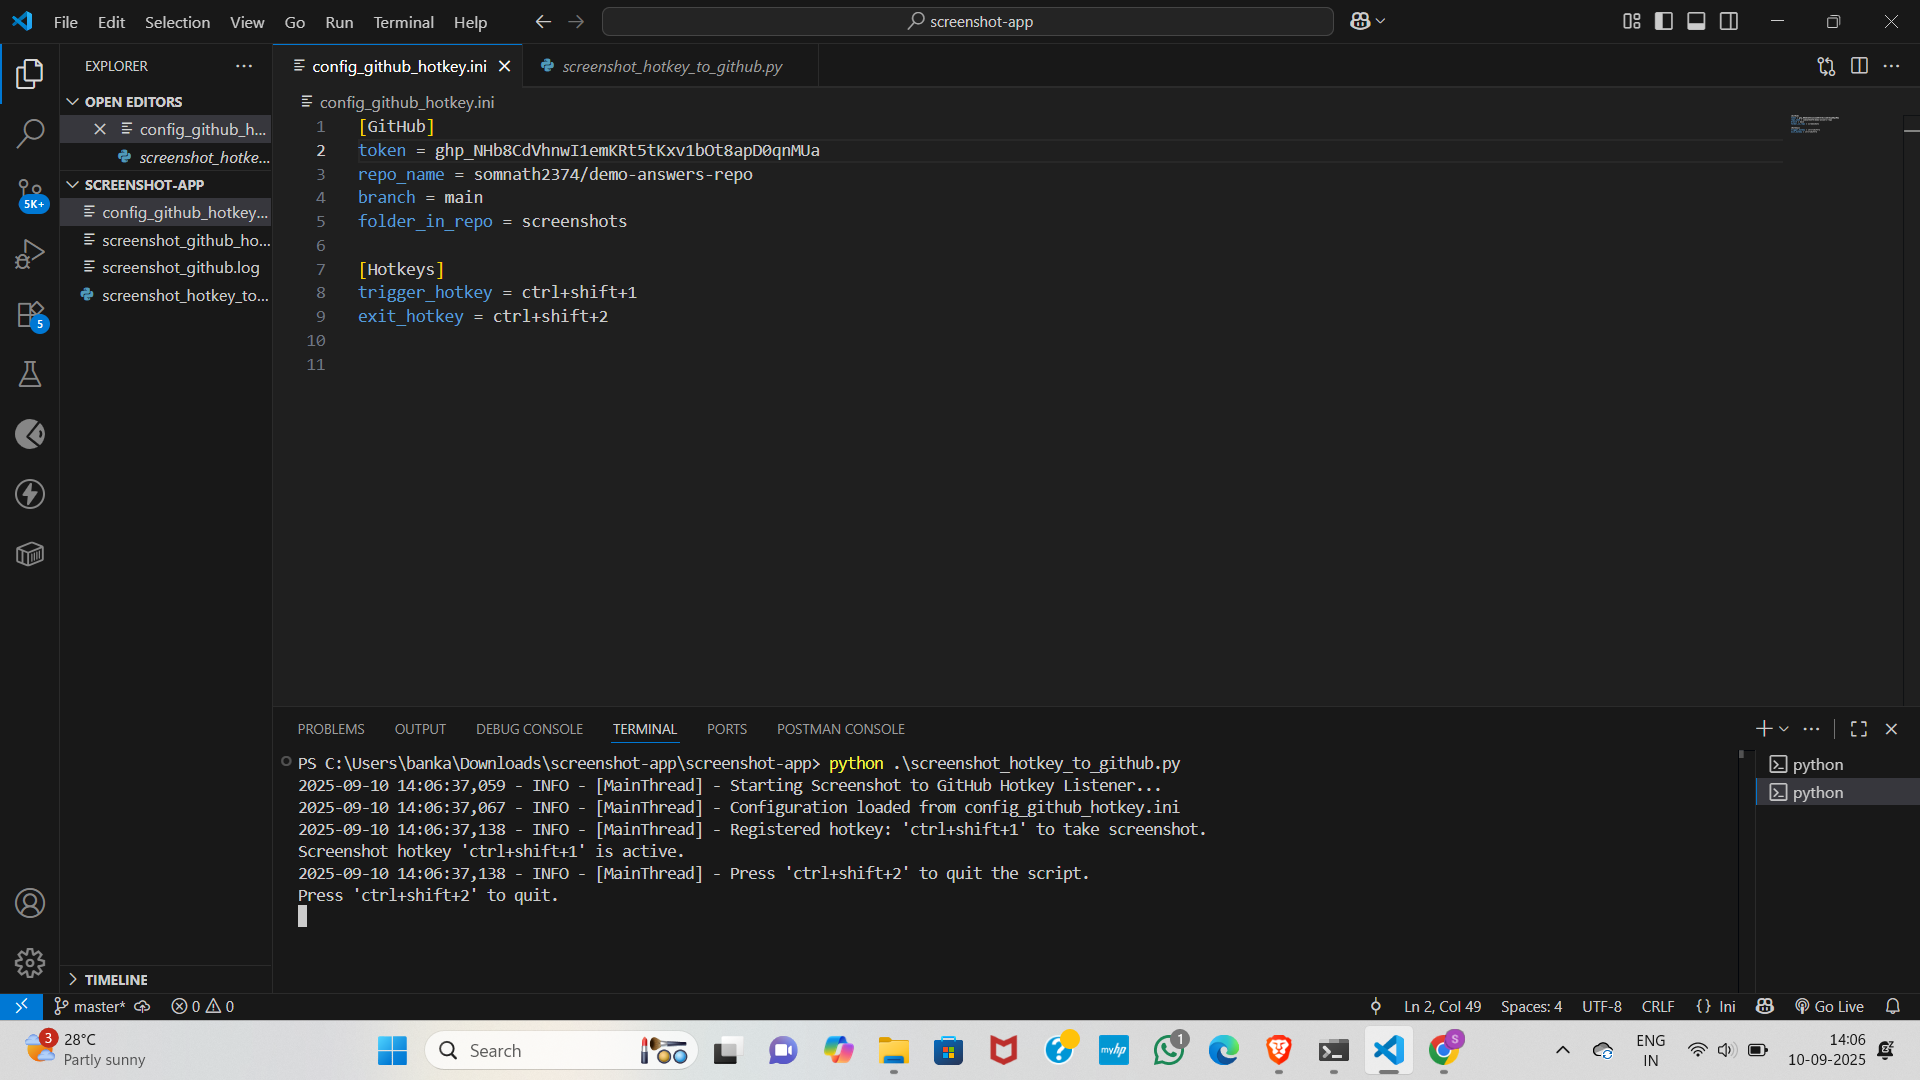 File Edit Selection View Go Run Terminal Help
screenshot-app
EXPLORER
OPEN EDITORS
config_github_h...
screenshot_hotke...
SCREENSHOT-APP
config_github_hotkey...
screenshot_github_ho...
screenshot_github.log
screenshot_hotkey_to...
5K+
5
TIMELINE
config_github_hotkey.ini
screenshot_hotkey_to_github.py
config_github_hotkey.ini
1 [GitHub]
2 token = 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
3 repo_name = somnath2374/demo-answers-repo
4 branch = main
5 folder_in_repo = screenshots
6
7 [Hotkeys]
8 trigger_hotkey = ctrl+shift+1
9 exit_hotkey = ctrl+shift+2
10
11
PROBLEMS OUTPUT DEBUG CONSOLE TERMINAL PORTS POSTMAN CONSOLE
PS C:\Users\banka\Downloads\screenshot-app\screenshot-app> python .\screenshot_hotkey_to_github.py
2025-09-10 14:06:37,059 - INFO - [MainThread] - Starting Screenshot to GitHub Hotkey Listener...
2025-09-10 14:06:37,067 - INFO - [MainThread] - Configuration loaded from config_github_hotkey.ini
2025-09-10 14:06:37,138 - INFO - [MainThread] - Registered hotkey: 'ctrl+shift+1' to take screenshot.
Screenshot hotkey 'ctrl+shift+1' is active.
2025-09-10 14:06:37,138 - INFO - [MainThread] - Press 'ctrl+shift+2' to quit the script.
Press 'ctrl+shift+2' to quit.
python
python
master* 0 0 Ln 2, Col 49 Spaces: 4 UTF-8 CRLF {} Ini Go Live
3
28°C
Partly sunny
Search
myhp
1
S
ENG
IN
14:06
10-09-2025